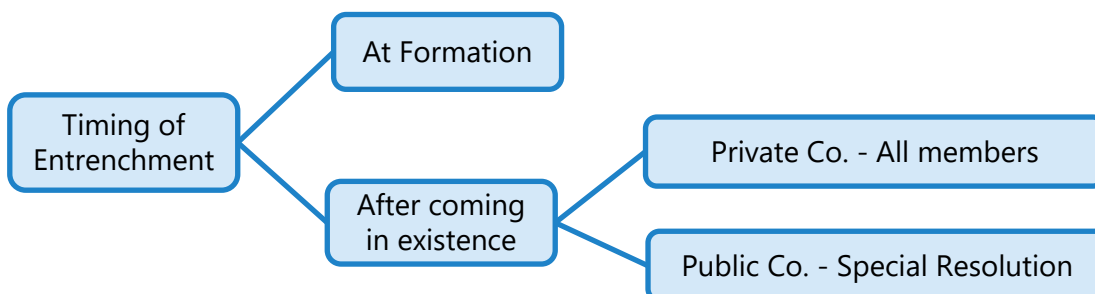 At Formation
Timing of
Entrenchment
Private Co. - All members
After coming
in existence
Public Co. - Special Resolution